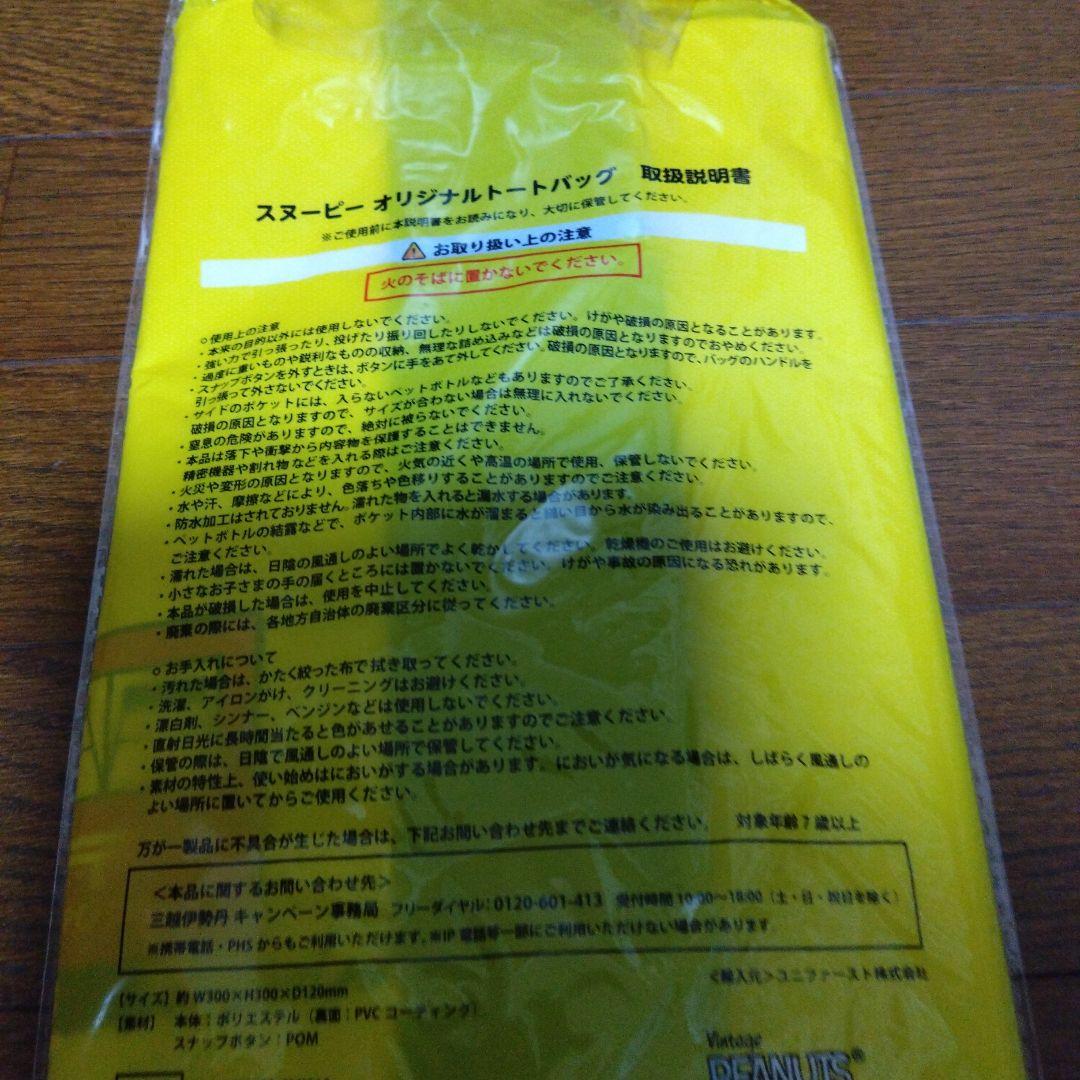 スヌーピー オリジナルトートバッグ 取扱説明書
※ご使用前に本説明書をお読みになり、大切に保管してください。
お取り扱い上の注意
火のそばに置かないでください。
○使用上の注意
・本来の目的以外には使用しないでください。
・強い力で引っ張ったり、投げたり振り回したりしないでください。けがや破損の原因となることがあります。
・過度に重いものや鋭利なものの収納、無理な詰め込みなどは破損の原因となりますのでおやめください。
・スナップボタンを外すときは、ボタンに手をあて外してください。破損の原因となりますので、バッグのハンドルを
引っ張って外さないでください。
・サイドのポケットには、入らないペットボトルなどもありますのでご了承ください。
破損の原因となりますので、サイズが合わない場合は無理に入れないでください。
・窒息の危険がありますので、絶対に被らないでください。
・本品は落下や衝撃から内容物を保護することはできません。
精密機器や割れ物などを入れる際はご注意ください。
・火災や変形の原因となりますので、火気の近くや高温の場所で使用、保管しないでください。
・水や汗、摩擦などにより、色落ちや色移りすることがありますのでご注意ください。
・防水加工はされておりません。濡れた物を入れると漏水する場合があります。
・ペットボトルの結露などで、ポケット内部に水が溜まると縫い目から水が染み出ることがありますので、
ご注意ください。
・濡れた場合は、日陰の風通しのよい場所でよく乾かしてください。乾燥機のご使用はお避けください。
・小さなお子さまの手の届くところには置かないでください。けがや事故の原因になる恐れがあります。
・本品が破損した場合は、使用を中止してください。
・廃棄の際には、各地方自治体の廃棄区分に従ってください。
○お手入れについて
・汚れた場合は、かたく絞った布で拭き取ってください。
・洗濯、アイロンがけ、クリーニングはお避けください。
・漂白剤、シンナー、ベンジンなどは使用しないでください。
・直射日光に長時間当たると色があせることがありますのでご注意ください。
・保管の際は、日陰で風通しのよい場所で保管してください。
・素材の特性上、使い始めはにおいがする場合があります。においが気になる場合は、しばらく風通しの
よい場所に置いてからご使用ください。
万が一製品に不具合が生じた場合は、下記お問い合わせ先までご連絡ください。 対象年齢7歳以上
＜本品に関するお問い合わせ先＞
三越伊勢丹 キャンペーン事務局 フリーダイヤル：0120-601-413 受付時間 10:00～18:00（土・日・祝日を除く）
※携帯電話・PHSからもご利用いただけます。※IP電話等一部にご利用いただけない場合があります
＜輸入元＞ユニファースト株式会社
【サイズ】約 W300×H300×D120mm
【素材】 本体：ポリエステル（裏面：PVC コーティング）
スナップボタン：POM
Vintage
PEANUTS®